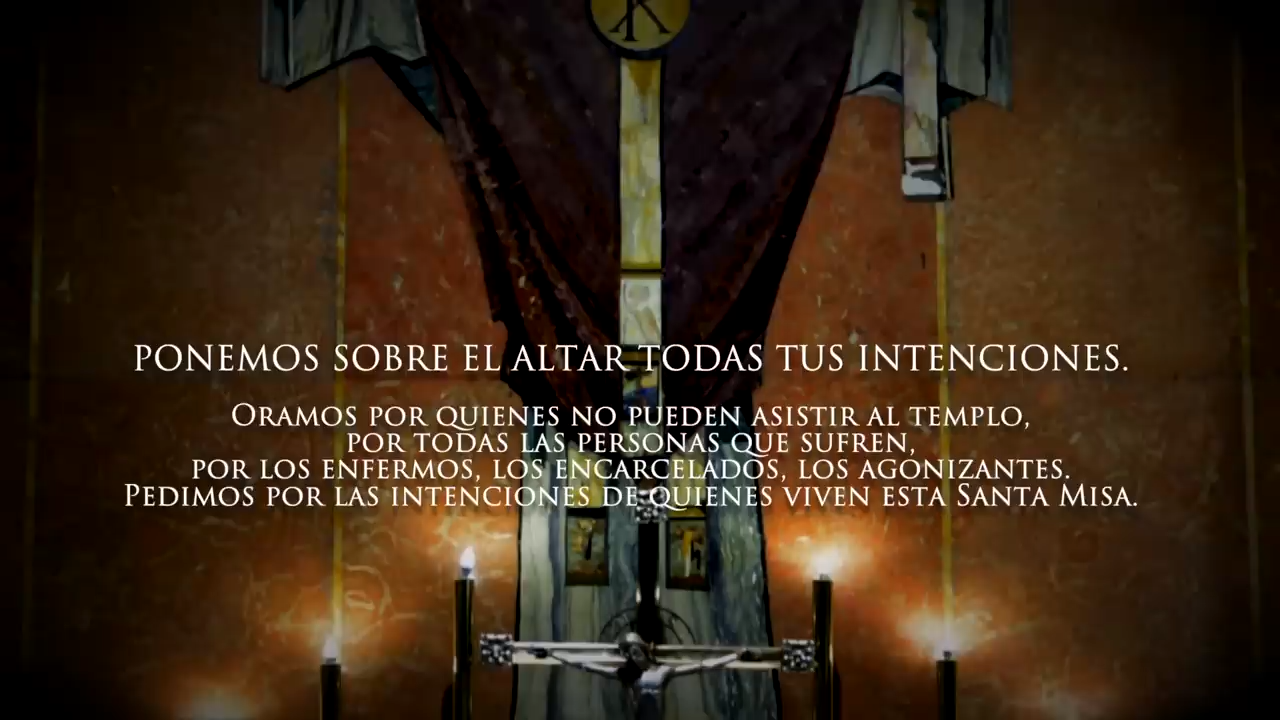 PONEMOS SOBRE EL ALTAR TODAS TUS INTENCIONES.
ORAMOS POR QUIENES NO PUEDEN ASISTIR AL TEMPLO,
POR TODAS LAS PERSONAS QUE SUFREN,
POR LOS ENFERMOS, LOS ENCARCELADOS, LOS AGONIZANTES.
PEDIMOS POR LAS INTENCIONES DE QUIENES VIVEN ESTA SANTA MISA.